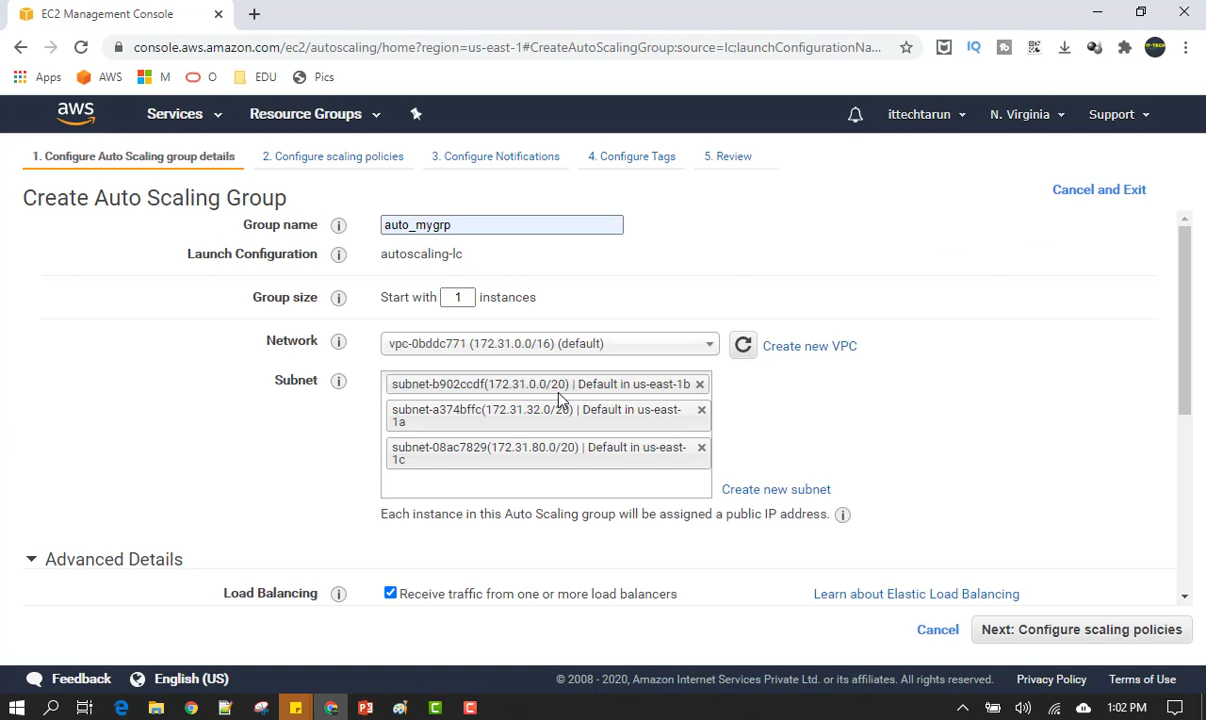 EC2 Management Console
console.aws.amazon.com/ec2/autoscaling/home?region=us-east-1#CreateAutoScalingGroup:source=lc;launchConfigurationNa...
Apps AWS M O EDU Pics
aws Services Resource Groups ittechtarun N. Virginia Support
1. Configure Auto Scaling group details 2. Configure scaling policies 3. Configure Notifications 4. Configure Tags 5. Review
Create Auto Scaling Group Cancel and Exit
Group name auto_mygrp
Launch Configuration autoscaling-lc
Group size Start with 1 instances
Network vpc-0bddc771 (172.31.0.0/16) (default) Create new VPC
Subnet subnet-b902ccdf(172.31.0.0/20) | Default in us-east-1b
subnet-a374bffc(172.31.32.0/20) | Default in us-east-
1a
subnet-08ac7829(172.31.80.0/20) | Default in us-east-
1c
Create new subnet
Each instance in this Auto Scaling group will be assigned a public IP address.
Advanced Details
Load Balancing Receive traffic from one or more load balancers Learn about Elastic Load Balancing
Cancel Next: Configure scaling policies
Feedback English (US) © 2008 - 2020, Amazon Internet Services Private Ltd. or its affiliates. All rights reserved. Privacy Policy Terms of Use
1:02 PM